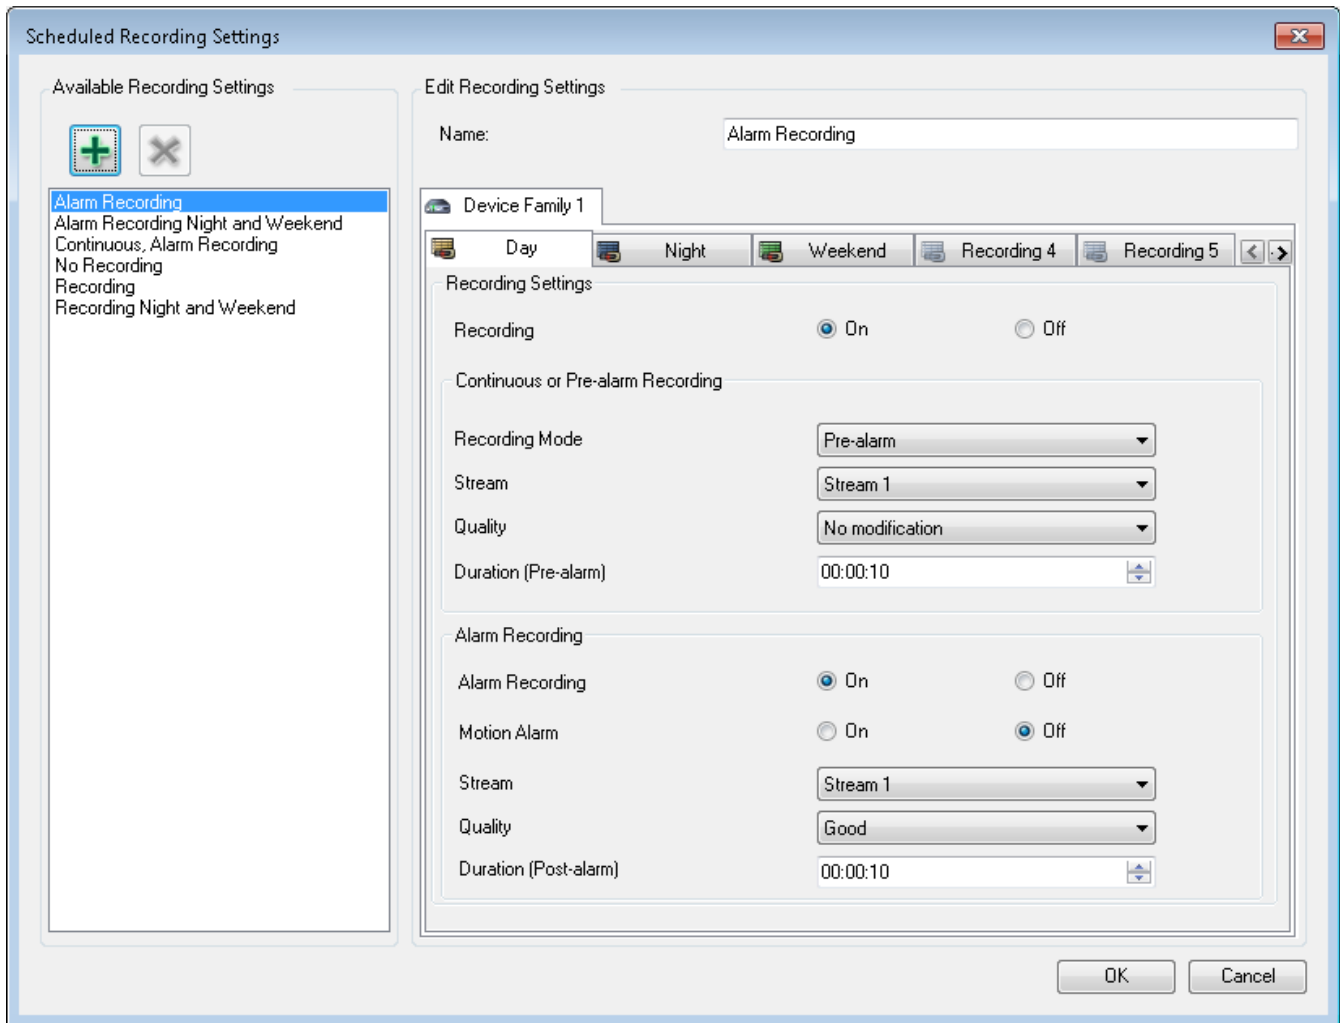 Scheduled Recording Settings
Available Recording Settings
Alarm Recording
Alarm Recording Night and Weekend
Continuous, Alarm Recording
No Recording
Recording
Recording Night and Weekend
Edit Recording Settings
Name: Alarm Recording
Device Family 1
Day Night Weekend Recording 4 Recording 5
Recording Settings
Recording On Off
Continuous or Pre-alarm Recording
Recording Mode Pre-alarm
Stream Stream 1
Quality No modification
Duration (Pre-alarm) 00:00:10
Alarm Recording
Alarm Recording On Off
Motion Alarm On Off
Stream Stream 1
Quality Good
Duration (Post-alarm) 00:00:10
OK Cancel